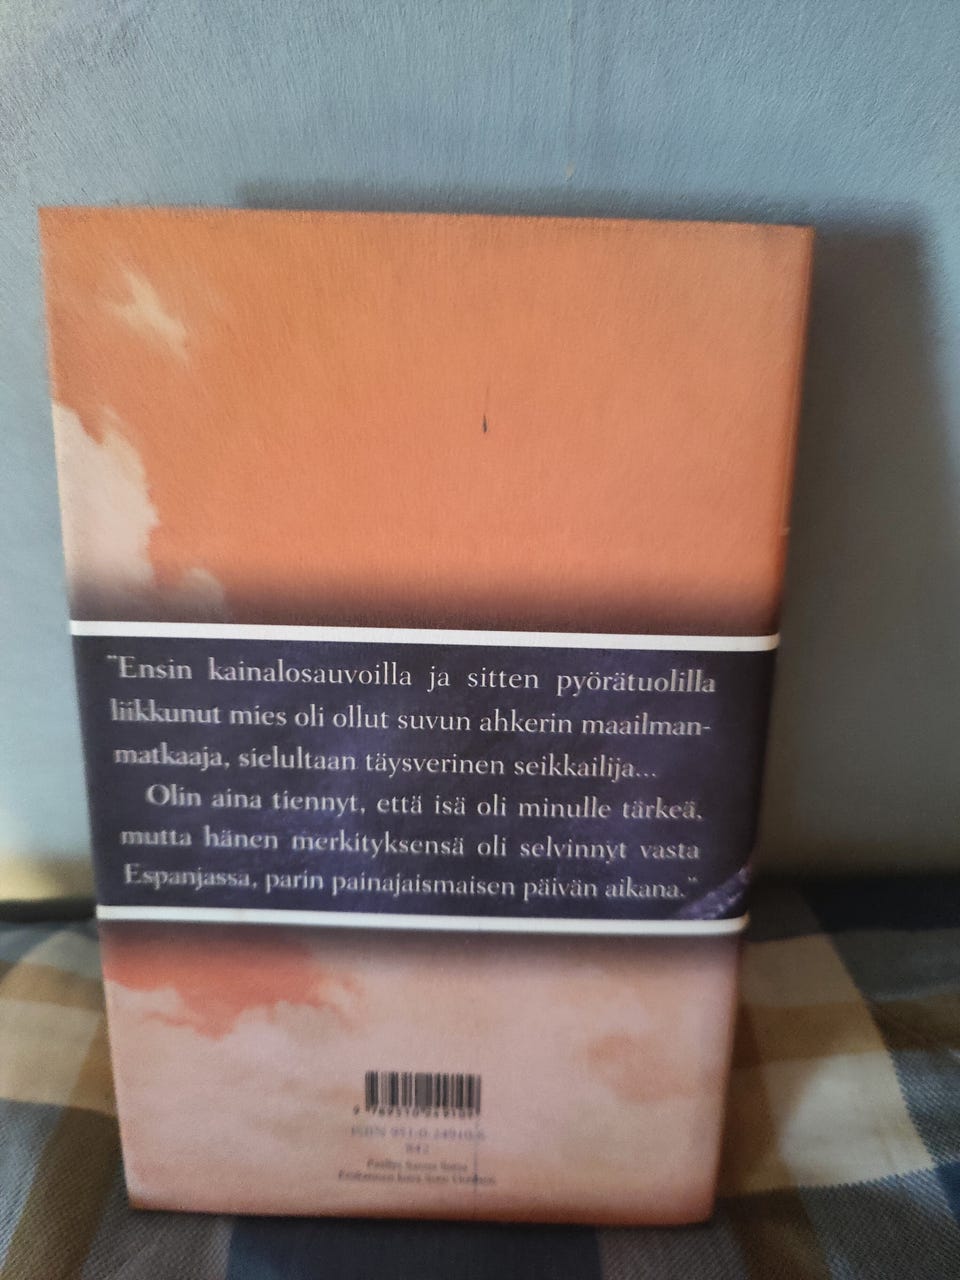 "Ensin kainalosauvoilla ja sitten pyörätuolilla
liikkunut mies oli ollut suvun ahkerin maailman-
matkaaja, sielultaan täysverinen seikkailija...
Olin aina tiennyt, että isä oli minulle tärkeä,
mutta hänen merkityksensä oli selvinnyt vasta
Espanjassa, parin painajaismaisen päivän aikana."
ISBN